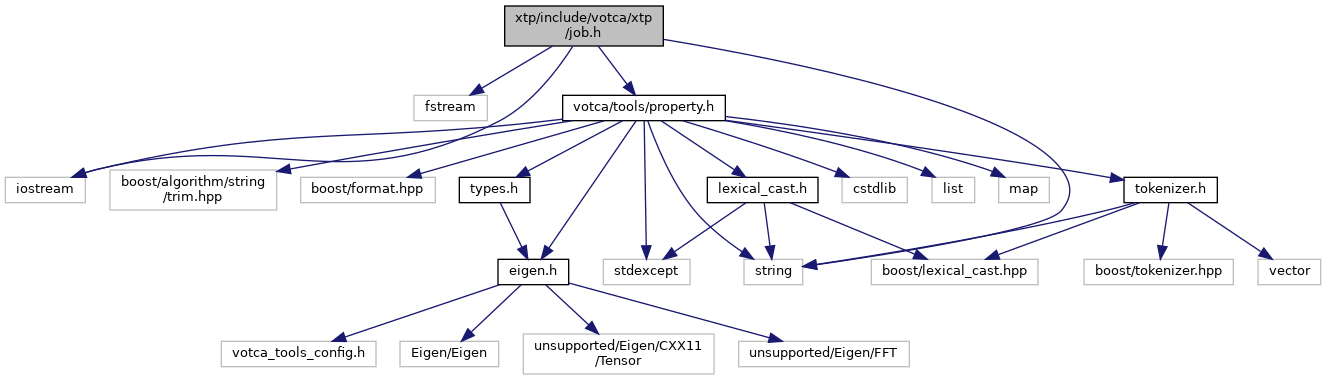 xtp/include/votca/xtp
/job.h
fstream
votca/tools/property.h
iostream
boost/algorithm/string
/trim.hpp
boost/format.hpp
types.h
lexical_cast.h
cstdlib
list
map
tokenizer.h
eigen.h
stdexcept
string
boost/lexical_cast.hpp
boost/tokenizer.hpp
vector
votca_tools_config.h
Eigen/Eigen
unsupported/Eigen/CXX11
/Tensor
unsupported/Eigen/FFT